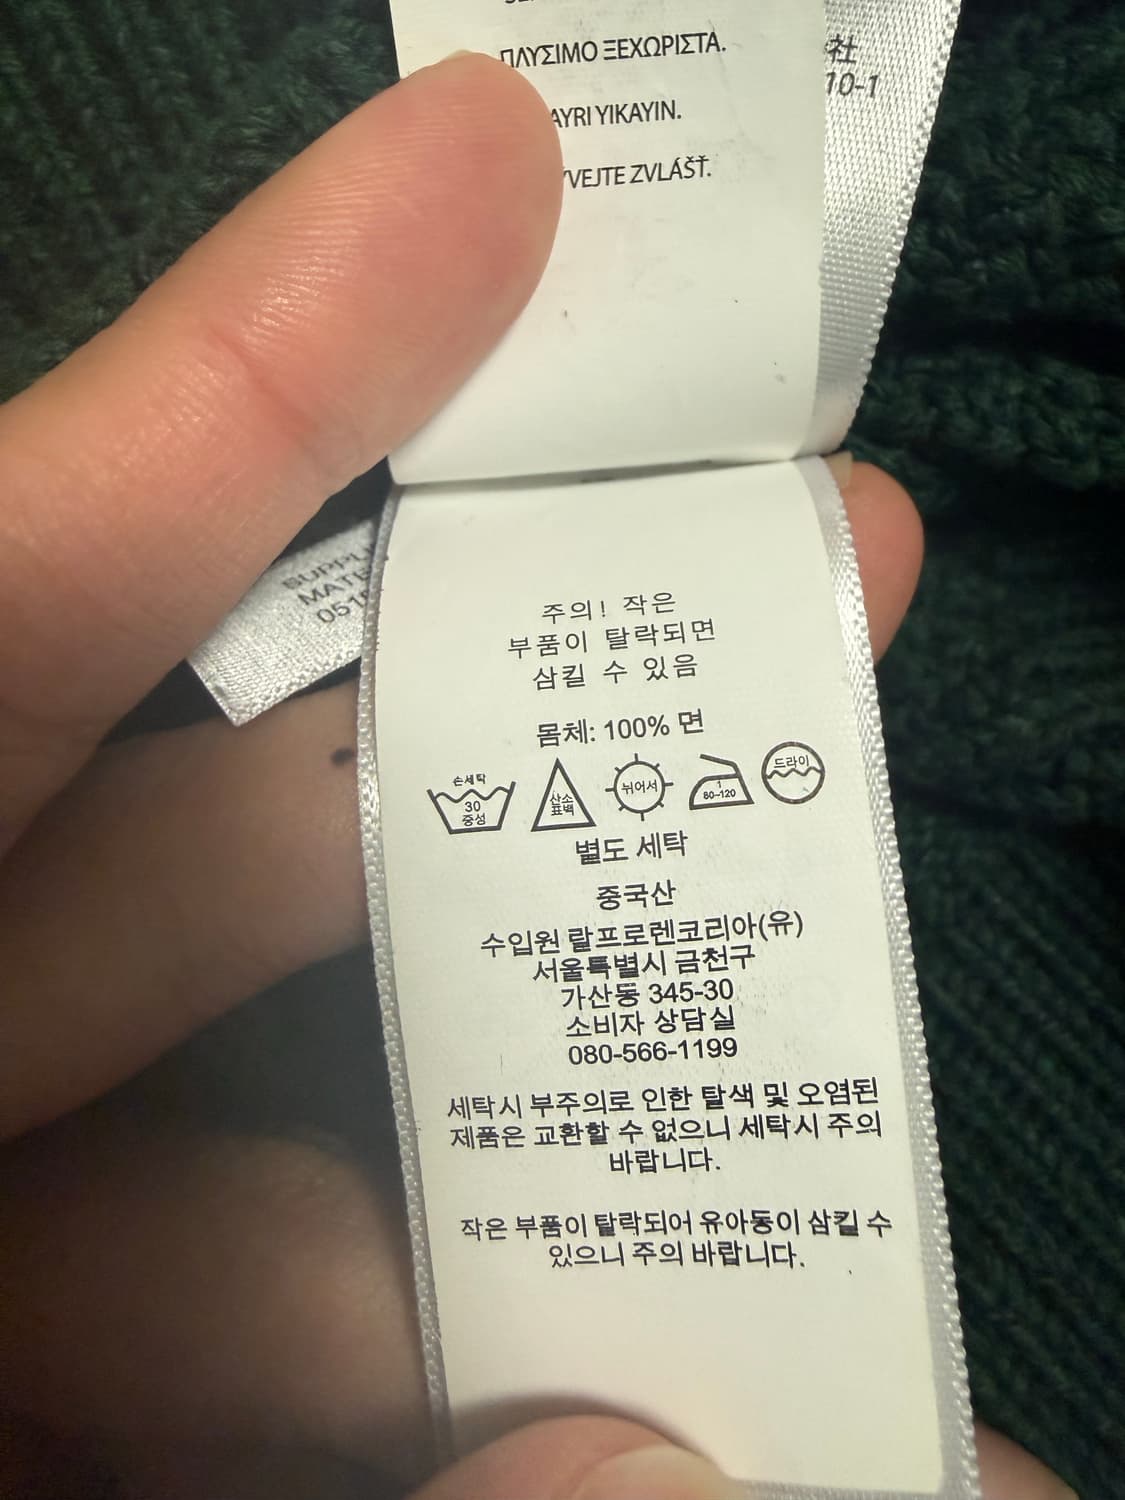 ΠΛΥΣΙΜΟ ΞΕΧΩΡΙΣΤΑ.
AYRI YIKAYIN.
ZVLÁŠŤ.
社
10-1
주의! 작은
부품이 탈락되면
삼킬 수 있음
몸체: 100% 면
손세탁
30
중성
산소
표백
뉘어서
1
80-120
드라이
별도 세탁
중국산
수입원 랄프로렌코리아(유)
서울특별시 금천구
가산동 345-30
소비자 상담실
080-566-1199
세탁시 부주의로 인한 탈색 및 오염된
제품은 교환할 수 없으니 세탁시 주의
바랍니다.
작은 부품이 탈락되어 유아동이 삼킬 수
있으니 주의 바랍니다.